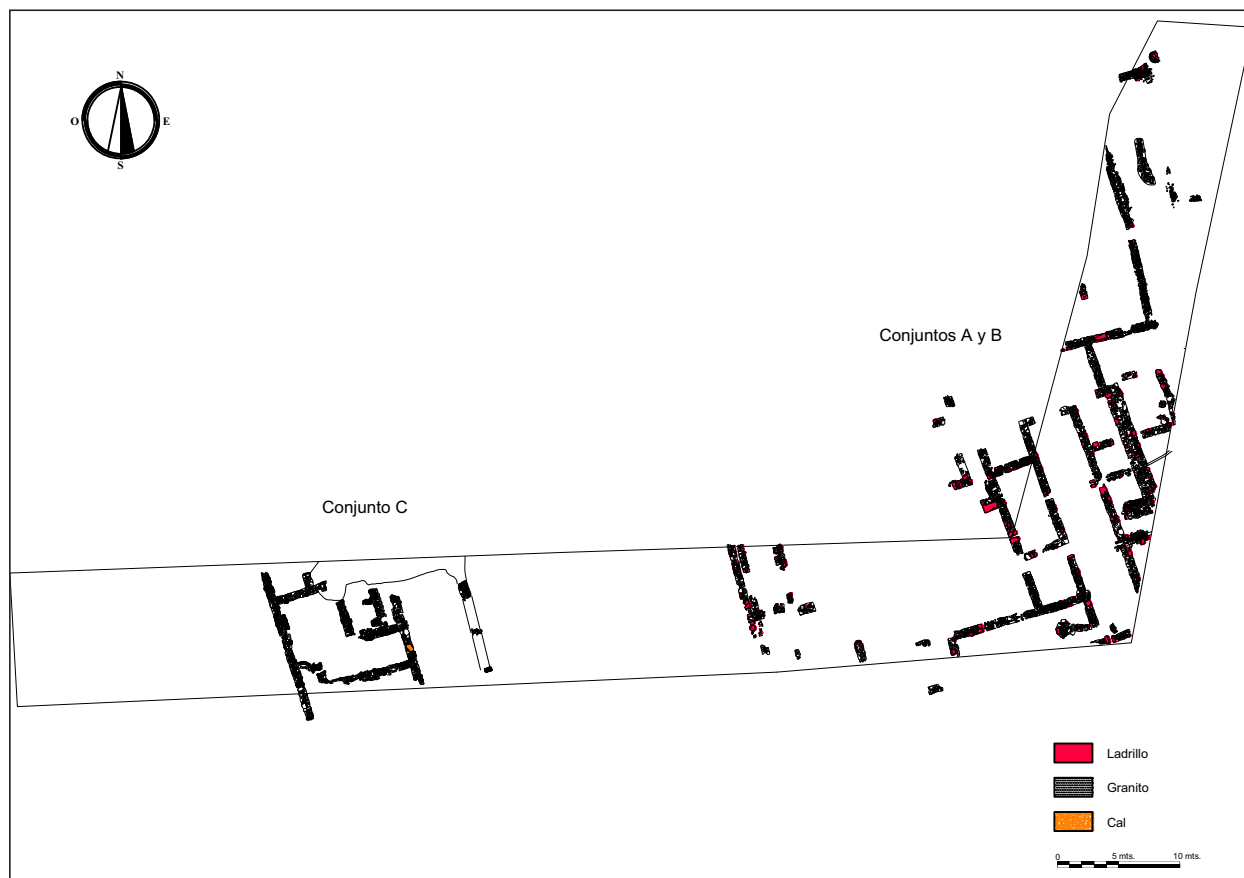 N
O E
S
Conjuntos A y B
Conjunto C
Ladrillo
Granito
Cal
0 5 mts. 10 mts.